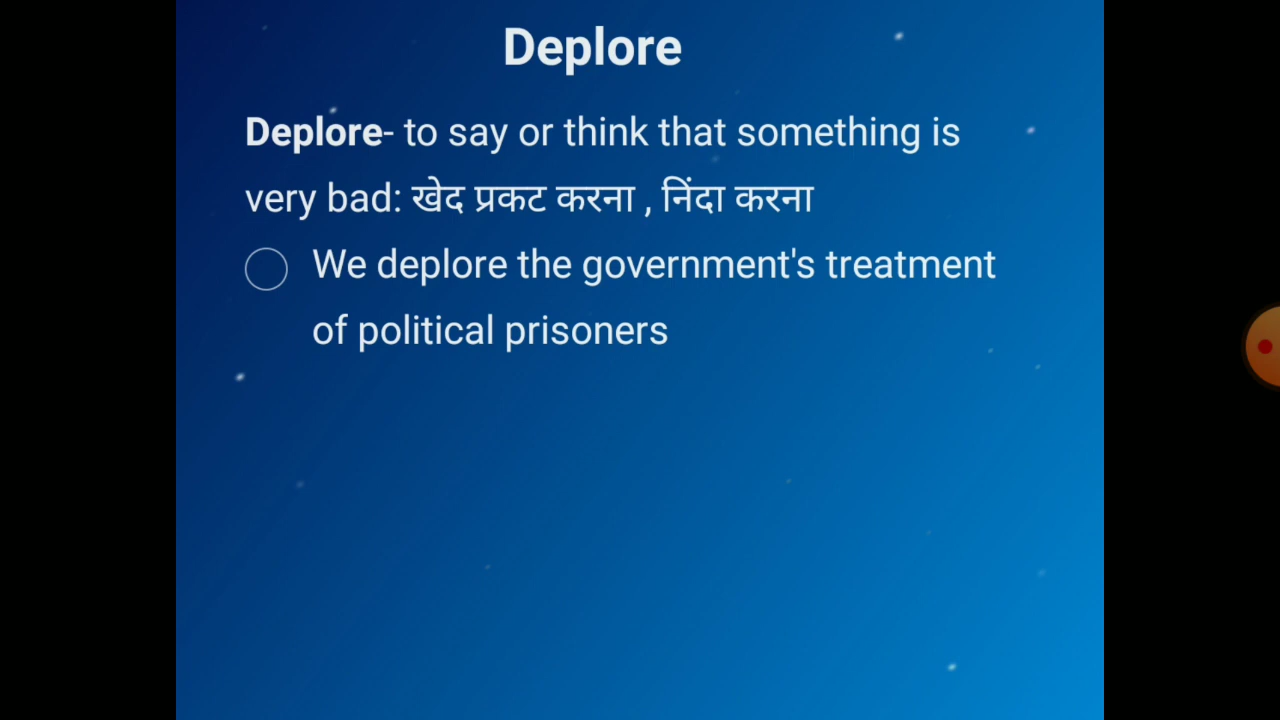 Deplore
Deplore- to say or think that something is
very bad: खेद प्रकट करना , निंदा करना
We deplore the government's treatment
of political prisoners